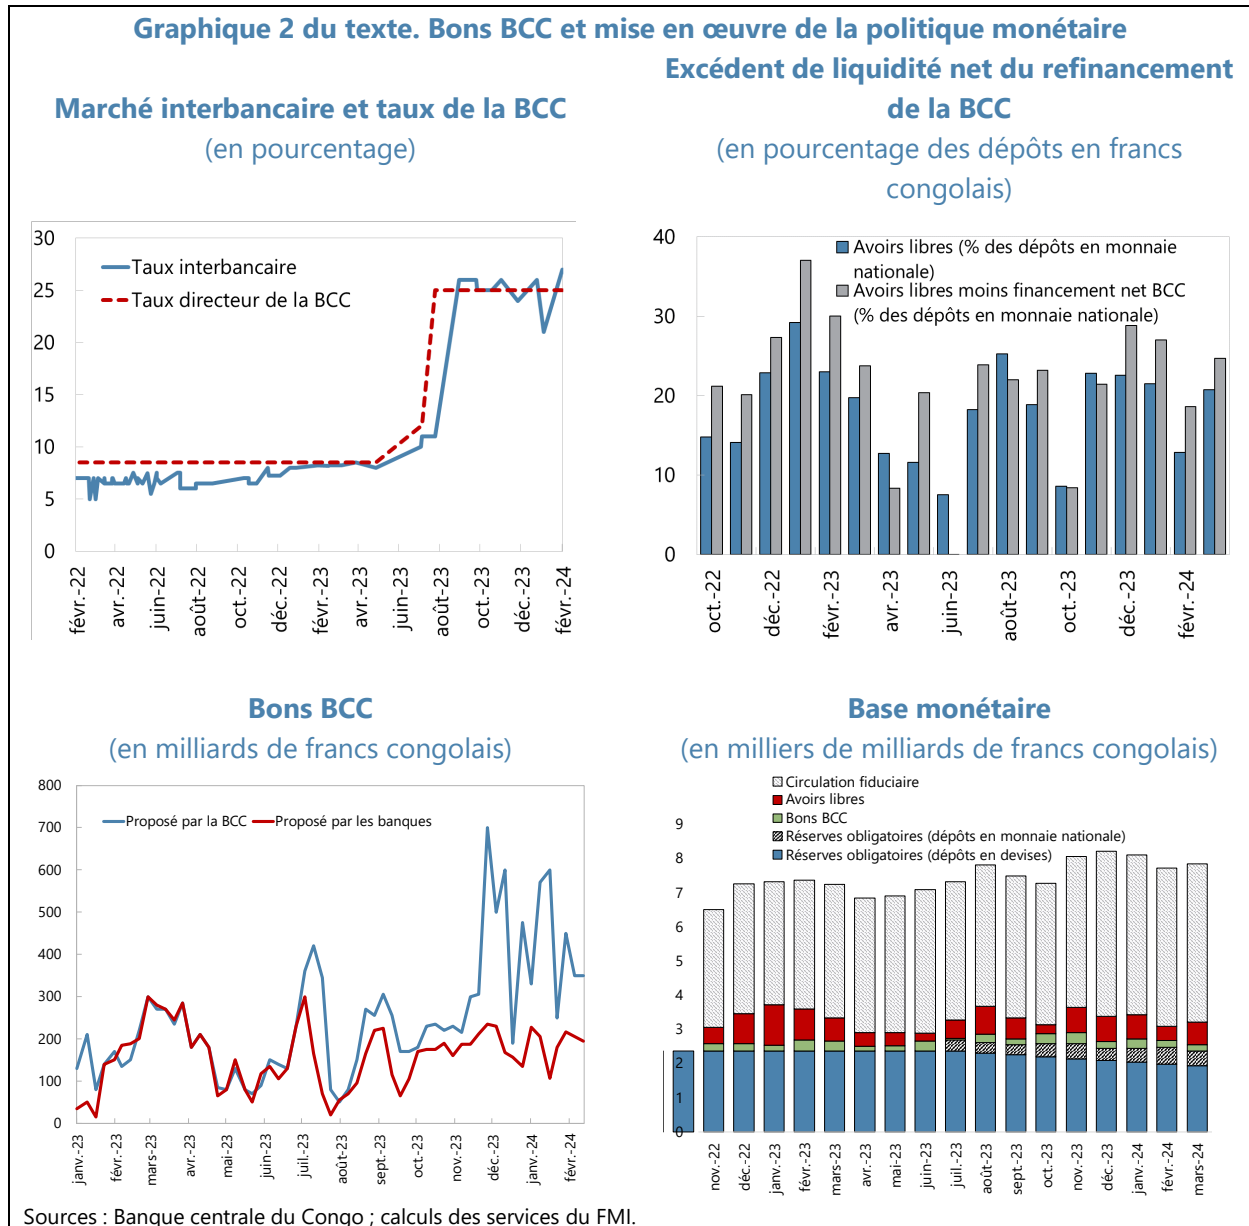 Graphique 2 du texte. Bons BCC et mise en œuvre de la politique monétaire
Marché interbancaire et taux de la BCC
(en pourcentage)
30
25
20
15
10
5
0
Taux interbancaire
Taux directeur de la BCC
févr.-22
avr.-22
juin-22
août-22
oct.-22
déc.-22
févr.-23
avr.-23
juin-23
août-23
oct.-23
déc.-23
févr.-24
Excédent de liquidité net du refinancement
de la BCC
(en pourcentage des dépôts en francs
congolais)
40
30
20
10
0
Avoirs libres (% des dépôts en monnaie
nationale)
Avoirs libres moins financement net BCC
(% des dépôts en monnaie nationale)
oct.-22
déc.-22
févr.-23
avr.-23
juin-23
août-23
oct.-23
déc.-23
févr.-24
Bons BCC
(en milliards de francs congolais)
800
700
600
500
400
300
200
100
0
Proposé par la BCC
Proposé par les banques
janv.-23
févr.-23
mars-23
avr.-23
mai-23
juin-23
juil.-23
août-23
sept.-23
oct.-23
nov.-23
déc.-23
janv.-24
févr.-24
Base monétaire
(en milliers de milliards de francs congolais)
Circulation fiduciaire
Avoirs libres
Bons BCC
Réserves obligatoires (dépôts en monnaie nationale)
Réserves obligatoires (dépôts en devises)
9
8
7
6
5
4
3
2
1
0
nov.-22
déc.-22
janv.-23
févr.-23
mars-23
avr.-23
mai-23
juin-23
juil.-23
août-23
sept.-23
oct.-23
nov.-23
déc.-23
janv.-24
févr.-24
mars-24
Sources : Banque centrale du Congo ; calculs des services du FMI.